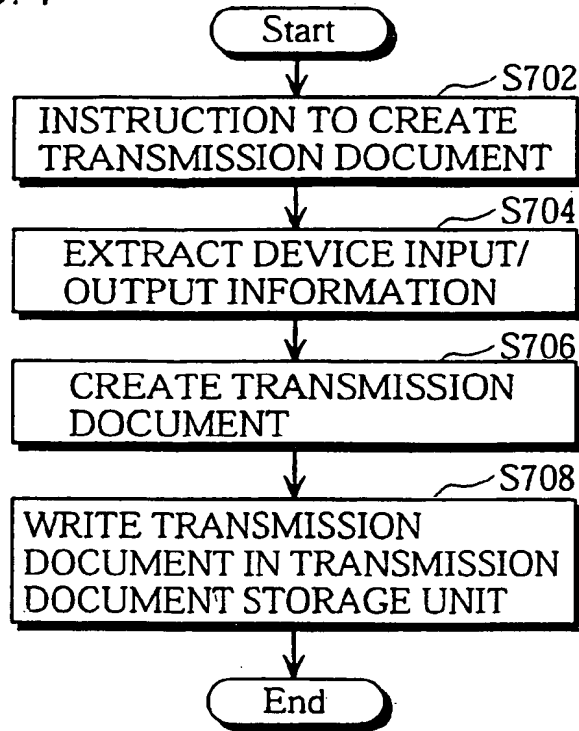 Start
S702
INSTRUCTION TO CREATE
TRANSMISSION DOCUMENT
S704
EXTRACT DEVICE INPUT/
OUTPUT INFORMATION
S706
CREATE TRANSMISSION
DOCUMENT
S708
WRITE TRANSMISSION
DOCUMENT IN TRANSMISSION
DOCUMENT STORAGE UNIT
End